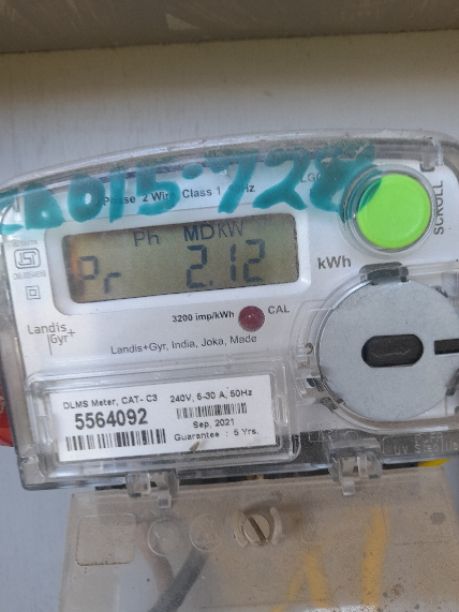 6015-728
Phase 2 Wire Class 1
SCROLL
ISI
Ph MD KW
Pr 2.12
kWh
3200 imp/kWh CAL
Landis+Gyr, India, Joka, Made
Landis
Gyr+
DLMS Meter, CAT- C3 240V, 5-30 A, 50Hz
5564092
Sep, 2021
Guarantee : 5 Yrs.